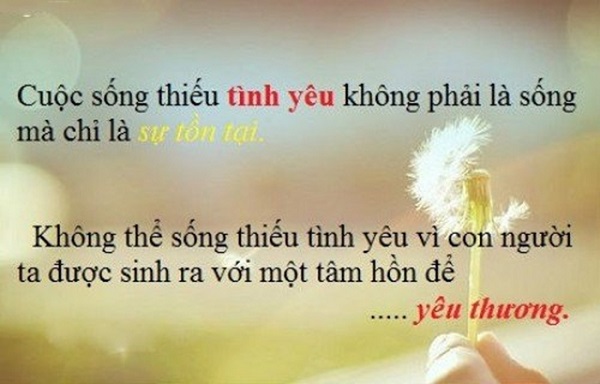 Cuộc sống thiếu tình yêu không phải là sống
mà chỉ là sự tồn tại.
Không thể sống thiếu tình yêu vì con người
ta được sinh ra với một tâm hồn để
..... yêu thương.